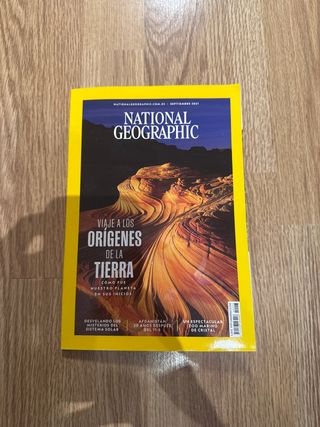 NATIONALGEOGRAPHIC.COM.ES | SEPTIEMBRE 2021
NATIONAL
GEOGRAPHIC
VIAJE A LOS
ORÍGENES
DE LA
TIERRA
CÓMO FUE
NUESTRO PLANETA
EN SUS INICIOS
DESVELANDO LOS
MISTERIOS DEL
SISTEMA SOLAR
AFGANISTÁN:
20 AÑOS DESPUÉS
DEL 11-S
UN ESPECTACULAR
ZOO MARINO
DE CRISTAL